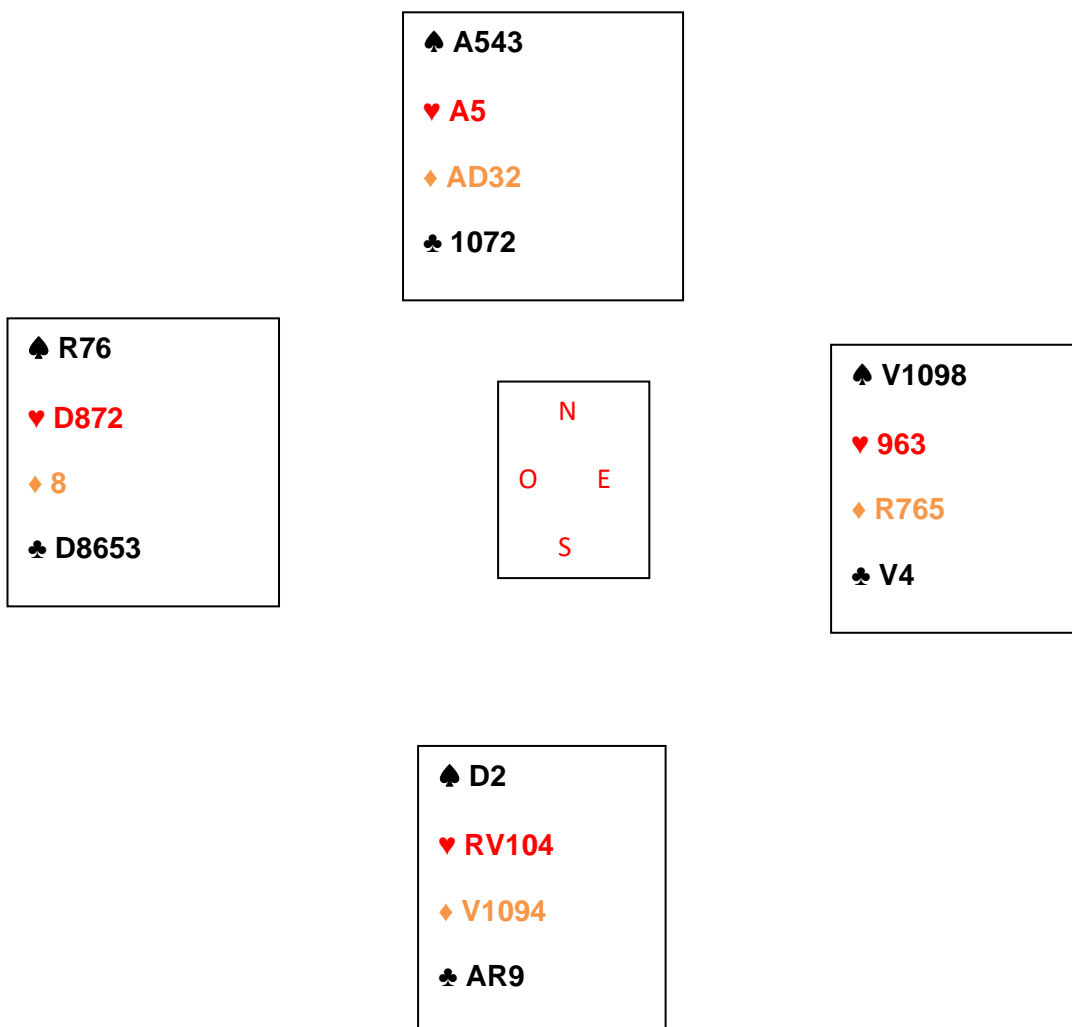 ♠ A543
♥ A5
♦ AD32
♣ 1072
♠ R76
♥ D872
♦ 8
♣ D8653
N
O E
S
♠ V1098
♥ 963
♦ R765
♣ V4
♠ D2
♥ RV104
♦ V1094
♣ AR9